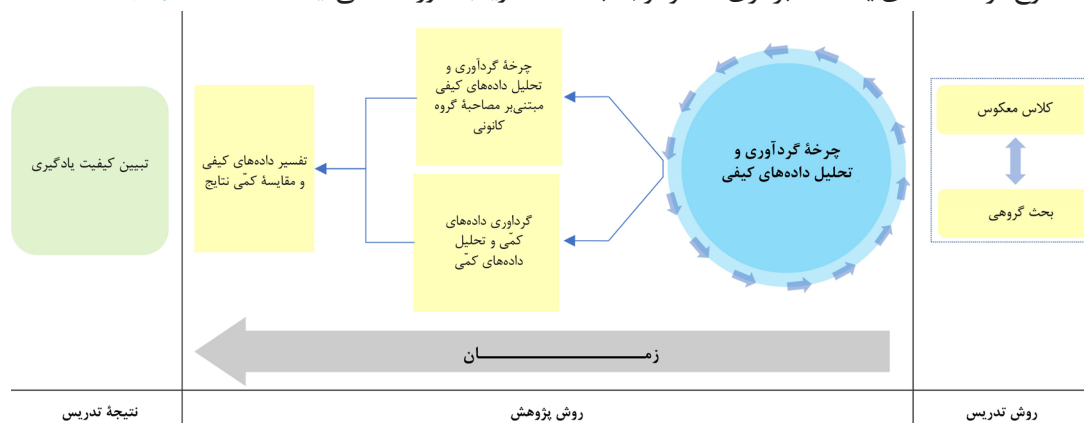 کلاس معکوس
بحث گروهی
چرخهٔ گردآوری و
تحلیل داده‌های کیفی
چرخهٔ گردآوری و
تحلیل داده‌های کیفی
مبتنی‌بر مصاحبهٔ گروه
کانونی
گرداوری داده‌های
کمّی و تحلیل
داده‌های کمّی
تفسیر داده‌های کیفی
و مقایسهٔ کمّی نتایج
تبیین کیفیت یادگیری
زمـــــــــــــــــان
روش تدریس
روش پژوهش
نتیجهٔ تدریس